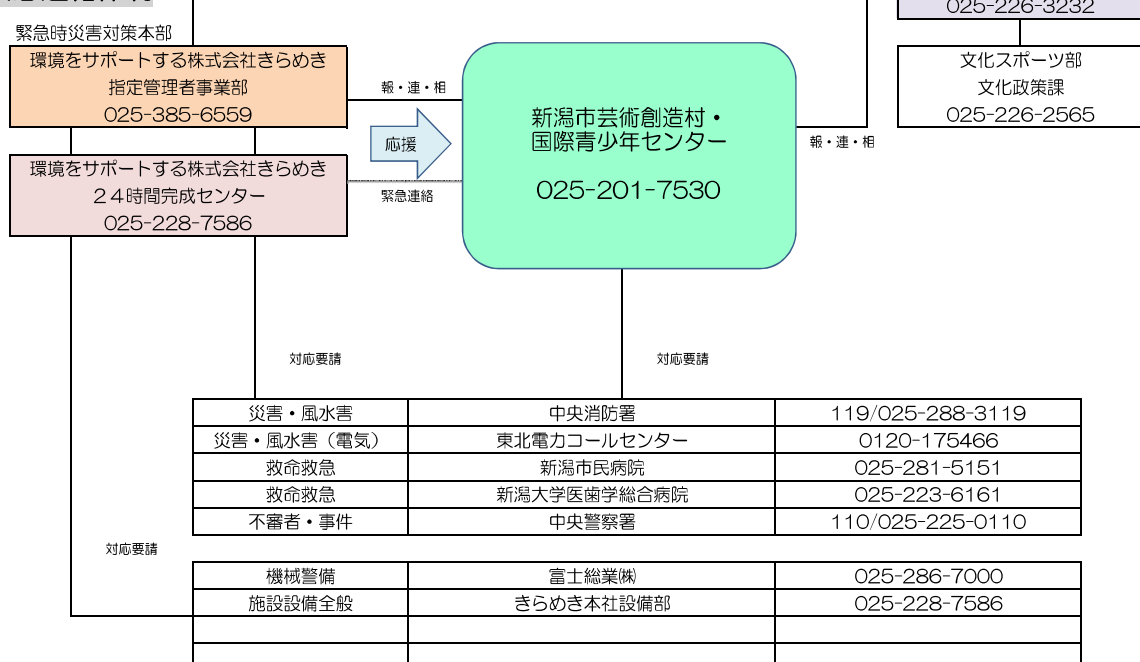 025-226-3232
緊急時災害対策本部
環境をサポートする株式会社きらめき
指定管理者事業部
025-385-6559
報・連・相
応援
環境をサポートする株式会社きらめき
２４時間完成センター
025-228-7586
緊急連絡
新潟市芸術創造村・
国際青少年センター
025-201-7530
報・連・相
文化スポーツ部
文化政策課
025-226-2565
対応要請
対応要請
災害・風水害 中央消防署 119/025-288-3119
災害・風水害（電気） 東北電力コールセンター 0120-175466
救命救急 新潟市民病院 025-281-5151
救命救急 新潟大学医歯学総合病院 025-223-6161
不審者・事件 中央警察署 110/025-225-0110
対応要請
機械警備 富士総業㈱ 025-286-7000
施設設備全般 きらめき本社設備部 025-228-7586